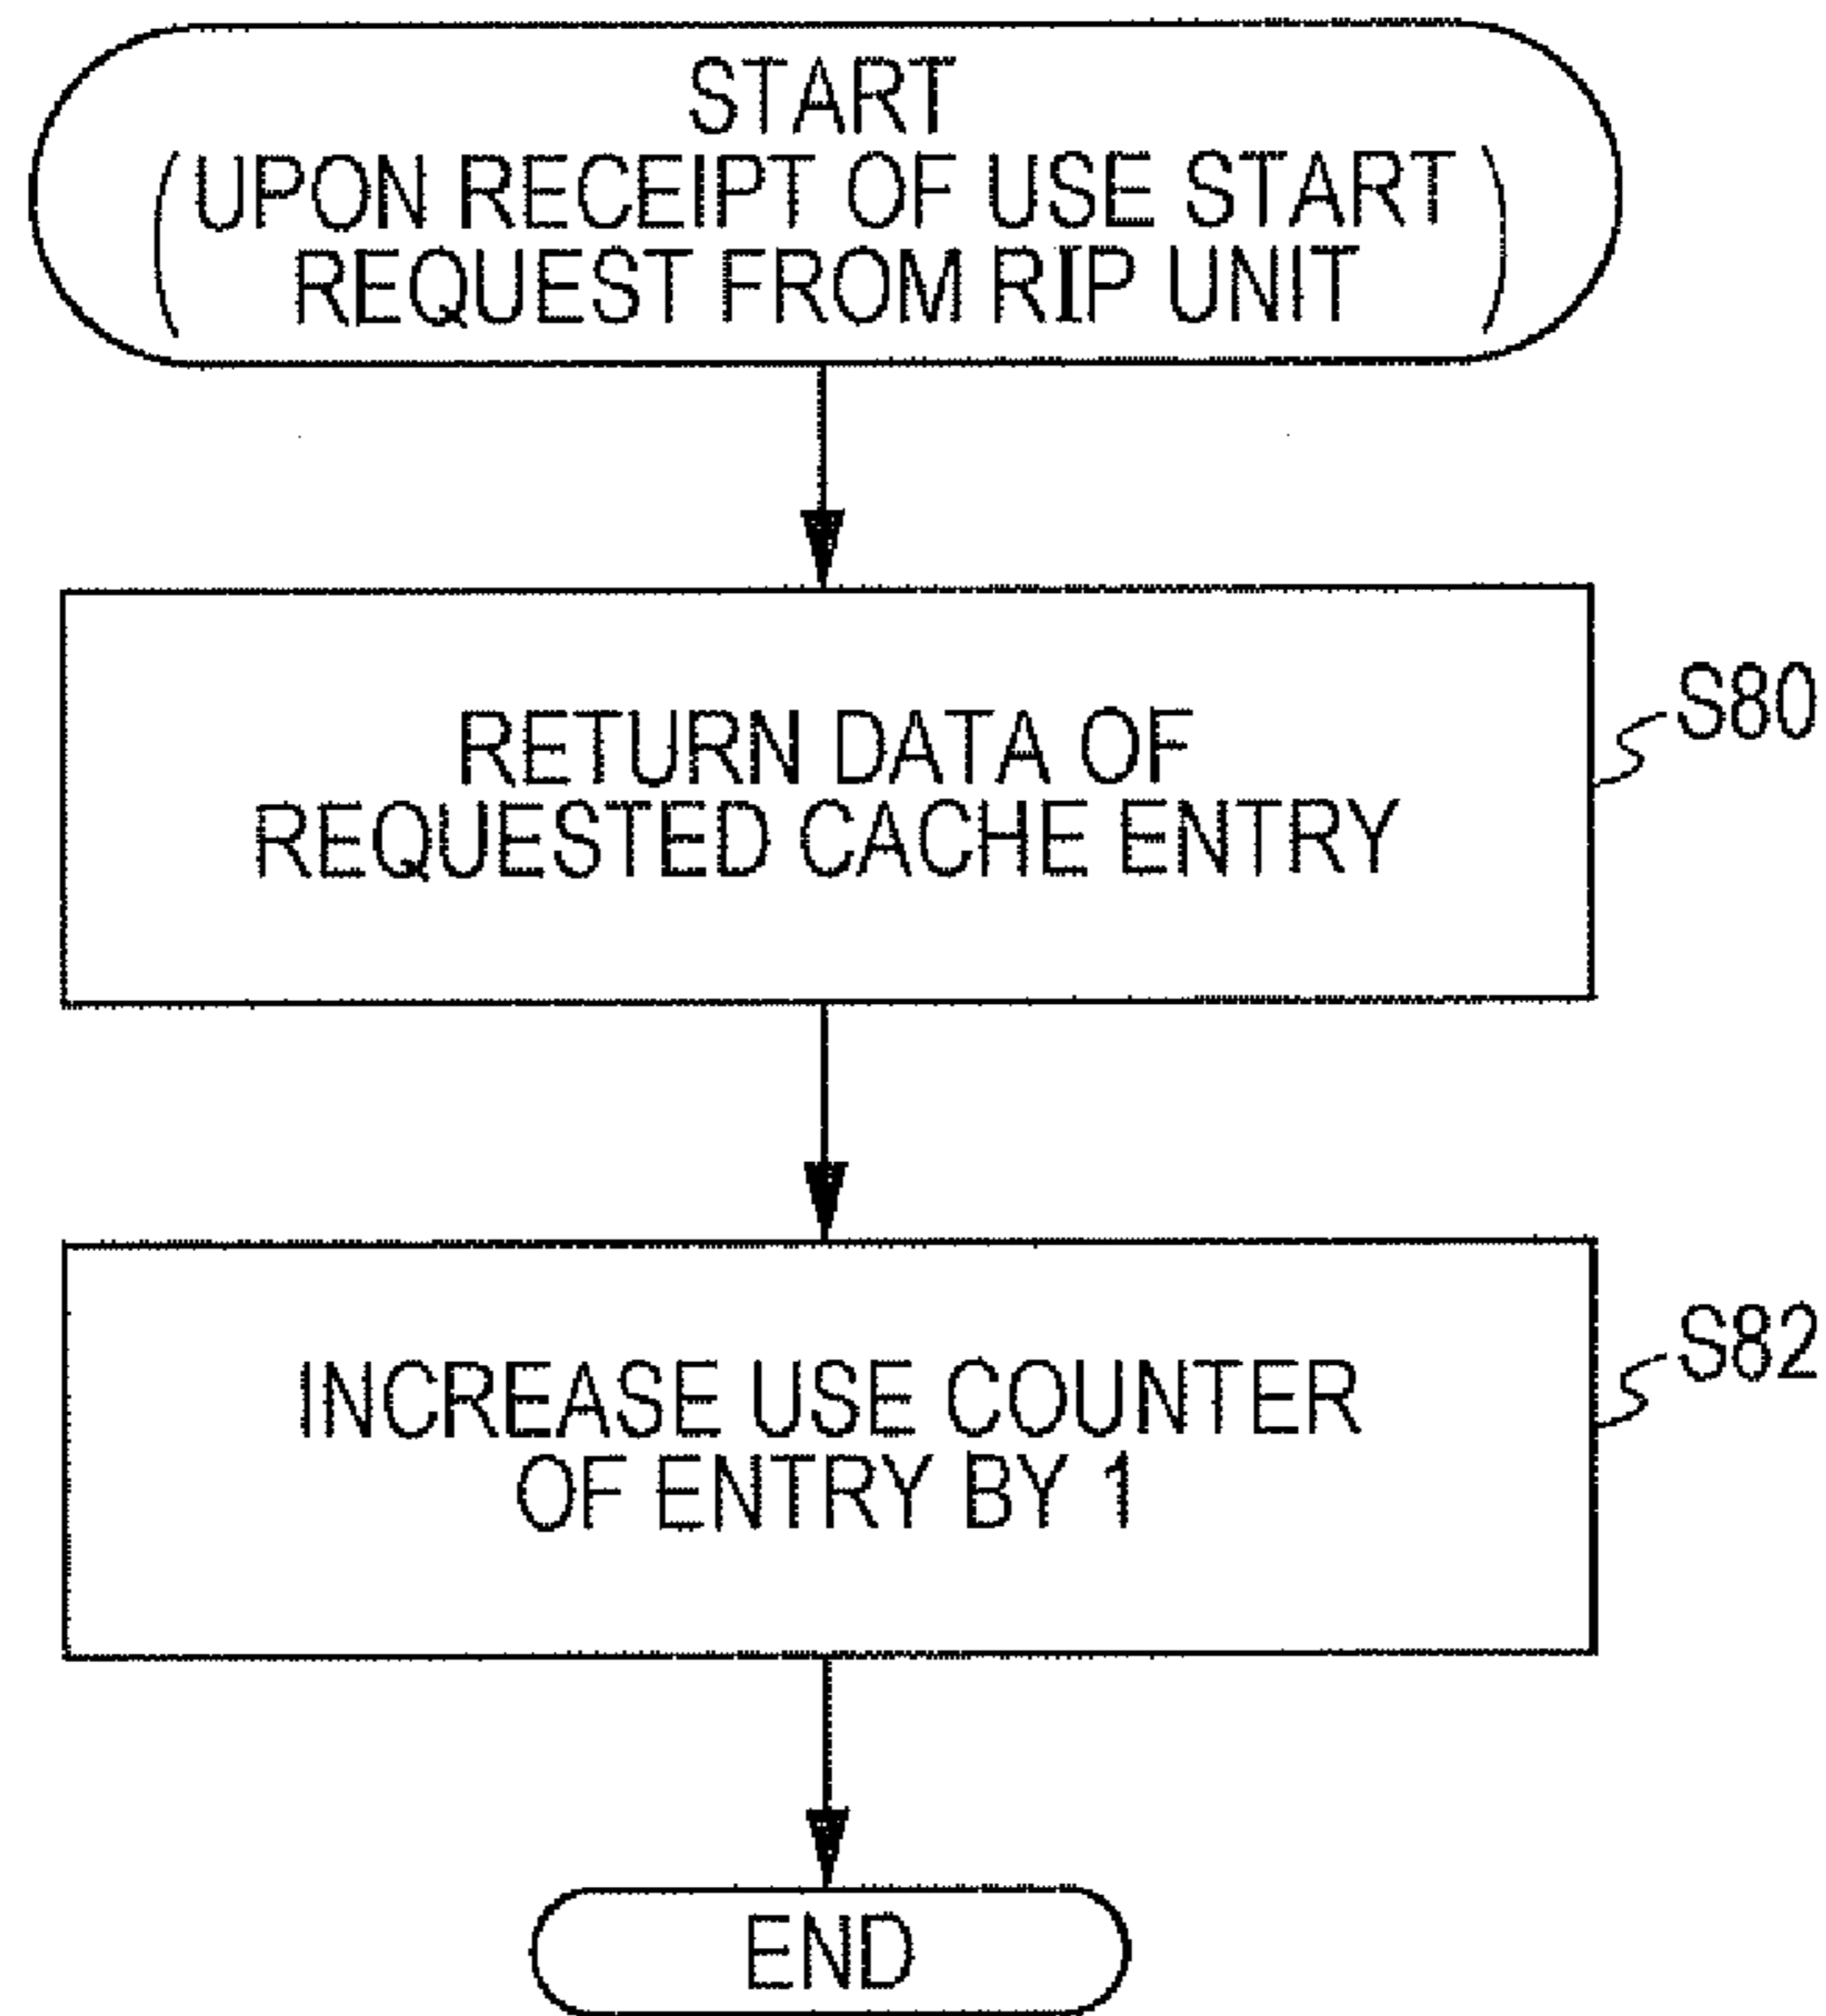 START
(UPON RECEIPT OF USE START
REQUEST FROM RIP UNIT)
RETURN DATA OF
REQUESTED CACHE ENTRY
S80
INCREASE USE COUNTER
OF ENTRY BY 1
S82
END